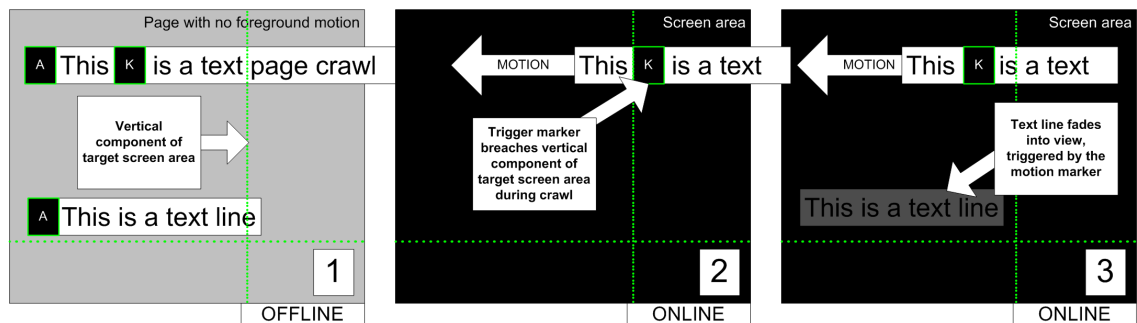 Page with no foreground motion
A This K is a text page crawl
Vertical
component of
target screen area
A This is a text line
1
OFFLINE
Screen area
MOTION This K is a text
Trigger marker
breaches vertical
component of
target screen area
during crawl
2
ONLINE
Screen area
MOTION This K is a text
Text line fades
into view,
triggered by the
motion marker
This is a text line
3
ONLINE